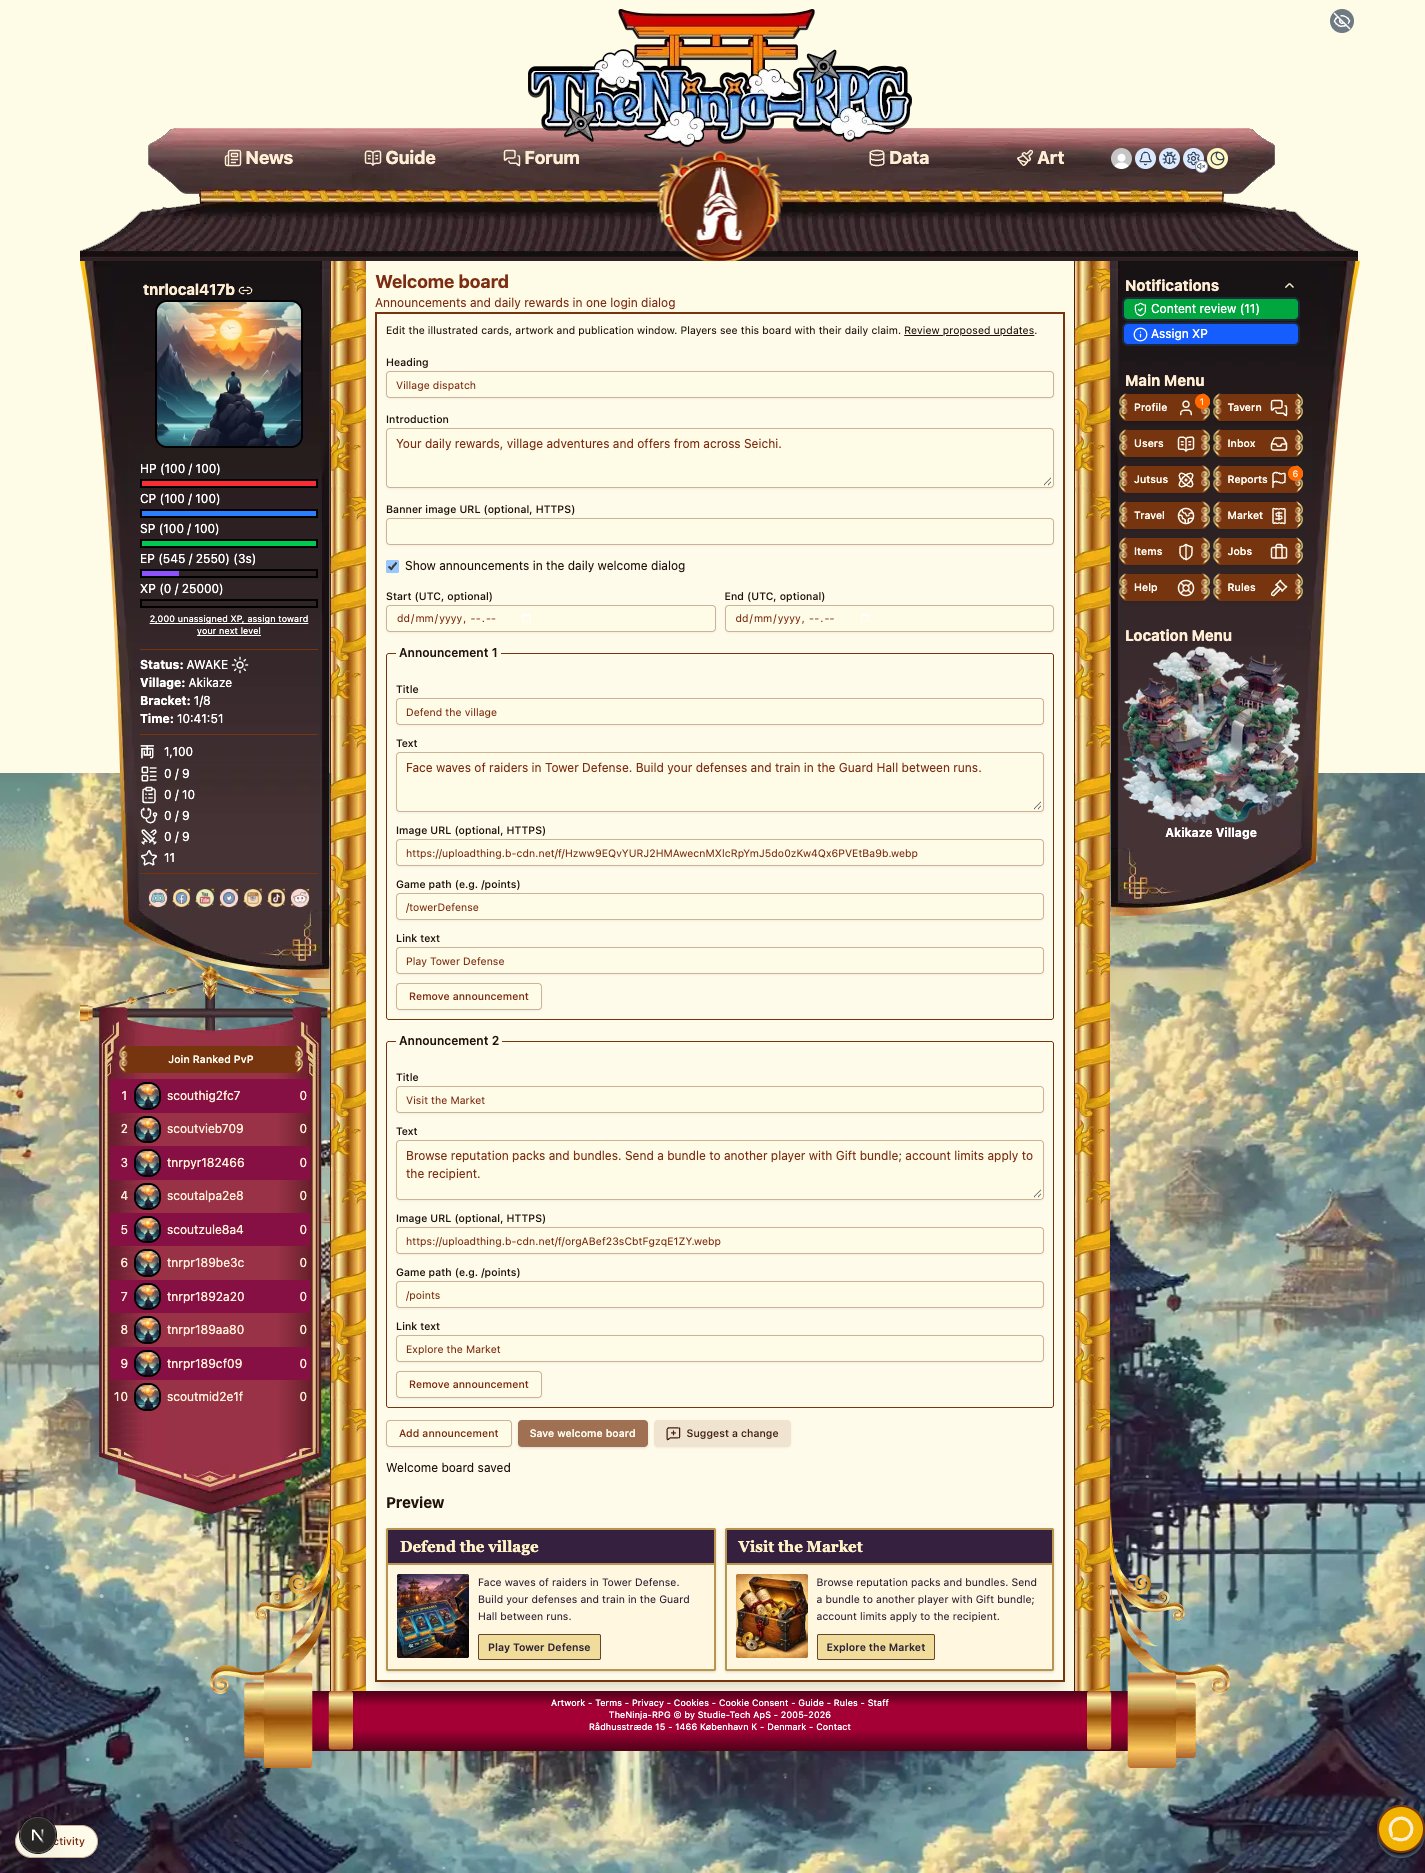 TheNinja-RPG
News
Guide
Forum
Data
Art
tnrlocal417b
HP (100 / 100)
CP (100 / 100)
SP (100 / 100)
EP (545 / 2550) (3s)
XP (0 / 25000)
2,000 unassigned XP, assign toward
your next level
Status: AWAKE
Village: Akikaze
Bracket: 1/8
Time: 10:41:51
両 1,100
0 / 9
0 / 10
0 / 9
0 / 9
11
Join Ranked PvP
1 scouthig2fc7 0
2 scoutvieb709 0
3 tnrpyr182466 0
4 scoutalpa2e8 0
5 scoutzule8a4 0
6 tnrpr189be3c 0
7 tnrpr1892a20 0
8 tnrpr189aa80 0
9 tnrpr189cf09 0
10 scoutmid2e1f 0
Welcome board
Announcements and daily rewards in one login dialog
Edit the illustrated cards, artwork and publication window. Players see this board with their daily claim. Review proposed updates.
Heading
Village dispatch
Introduction
Your daily rewards, village adventures and offers from across Seichi.
Banner image URL (optional, HTTPS)
Show announcements in the daily welcome dialog
Start (UTC, optional)
End (UTC, optional)
dd/mm/yyyy, --.--
dd/mm/yyyy, --.--
Announcement 1
Title
Defend the village
Text
Face waves of raiders in Tower Defense. Build your defenses and train in the Guard Hall between runs.
Image URL (optional, HTTPS)
https://uploadthing.b-cdn.net/f/Hzww9EQvYURJ2HMAwecnMXlcRpYmJ5do0zKw4Qx6PVEtBa9b.webp
Game path (e.g. /points)
/towerDefense
Link text
Play Tower Defense
Remove announcement
Announcement 2
Title
Visit the Market
Text
Browse reputation packs and bundles. Send a bundle to another player with Gift bundle; account limits apply to
the recipient.
Image URL (optional, HTTPS)
https://uploadthing.b-cdn.net/f/orgABef23sCbtFgzqE1ZY.webp
Game path (e.g. /points)
/points
Link text
Explore the Market
Remove announcement
Add announcement
Save welcome board
Suggest a change
Welcome board saved
Preview
Defend the village
Face waves of raiders in Tower Defense.
Build your defenses and train in the Guard
Hall between runs.
Play Tower Defense
Visit the Market
Browse reputation packs and bundles. Send
a bundle to another player with Gift bundle;
account limits apply to the recipient.
Explore the Market
Notifications
Content review (11)
Assign XP
Main Menu
Profile 1
Tavern
Users
Inbox
Jutsus
Reports 6
Travel
Market
Items
Jobs
Help
Rules
Location Menu
Akikaze Village
Artwork - Terms - Privacy - Cookies - Cookie Consent - Guide - Rules - Staff
TheNinja-RPG © by Studie-Tech ApS - 2005-2026
Rådhusstræde 15 - 1466 København K - Denmark - Contact
N
ctivity